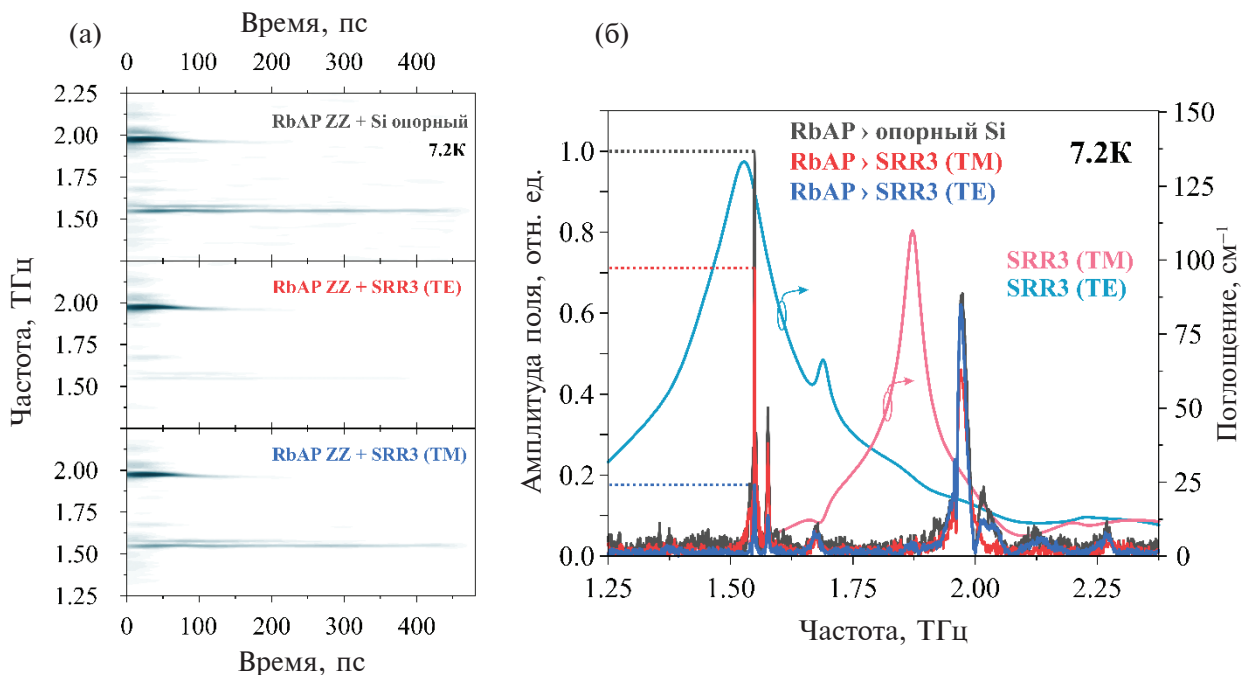 (а)
Время, пс
0 100 200 300 400
2.25
2.00
1.75
1.50
RbAP ZZ + Si опорный
7.2К
2.00
1.75
1.50
RbAP ZZ + SRR3 (TE)
2.00
1.75
1.50
1.25
RbAP ZZ + SRR3 (TM)
Частота, ТГц
0 100 200 300 400
Время, пс
(б)
RbAP › опорный Si
RbAP › SRR3 (TM)
RbAP › SRR3 (TE)
7.2К
SRR3 (TM)
SRR3 (TE)
Амплитуда поля, отн. ед.
1.0
0.8
0.6
0.4
0.2
0.0
150
125
100
75
50
25
0
Поглощение, см⁻¹
1.25 1.50 1.75 2.00 2.25
Частота, ТГц